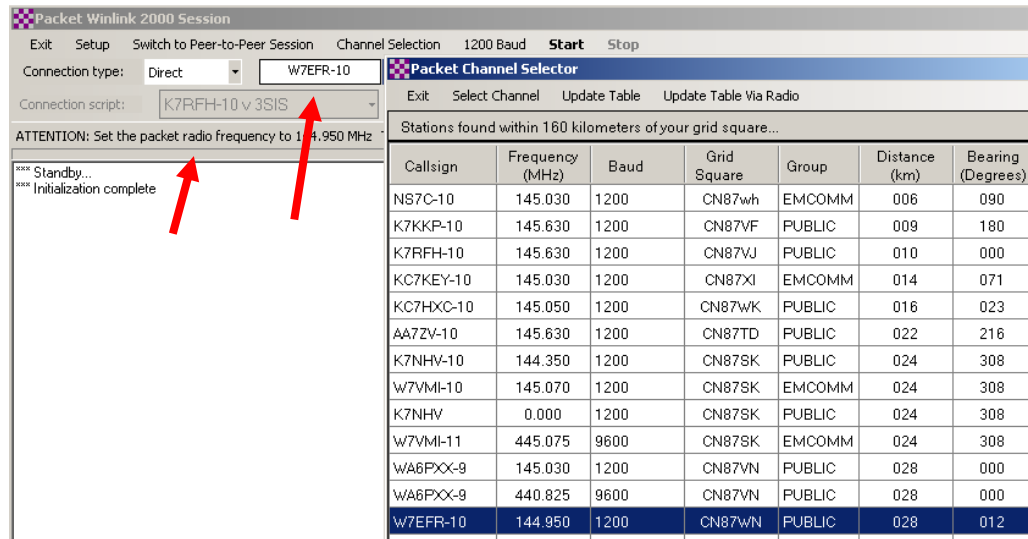 Packet Winlink 2000 Session
Exit Setup Switch to Peer-to-Peer Session Channel Selection 1200 Baud Start Stop
Connection type: Direct W7EFR-10
Connection script: K7RFH-10 v 3SIS
ATTENTION: Set the packet radio frequency to 144.950 MHz
*** Standby...
*** Initialization complete
Packet Channel Selector
Exit Select Channel Update Table Update Table Via Radio
Stations found within 160 kilometers of your grid square...
Callsign Frequency (MHz) Baud Grid Square Group Distance (km) Bearing (Degrees)
NS7C-10 145.030 1200 CN87wh EMCOMM 006 090
K7KKP-10 145.630 1200 CN87VF PUBLIC 009 180
K7RFH-10 145.630 1200 CN87VJ PUBLIC 010 000
KC7KEY-10 145.030 1200 CN87XI EMCOMM 014 071
KC7HXC-10 145.050 1200 CN87WK PUBLIC 016 023
AA7ZV-10 145.630 1200 CN87TD PUBLIC 022 216
K7NHV-10 144.350 1200 CN87SK PUBLIC 024 308
W7VMI-10 145.070 1200 CN87SK EMCOMM 024 308
K7NHV 0.000 1200 CN87SK PUBLIC 024 308
W7VMI-11 445.075 9600 CN87SK EMCOMM 024 308
WA6PXX-9 145.030 1200 CN87VN PUBLIC 028 000
WA6PXX-9 440.825 9600 CN87VN PUBLIC 028 000
W7EFR-10 144.950 1200 CN87WN PUBLIC 028 012